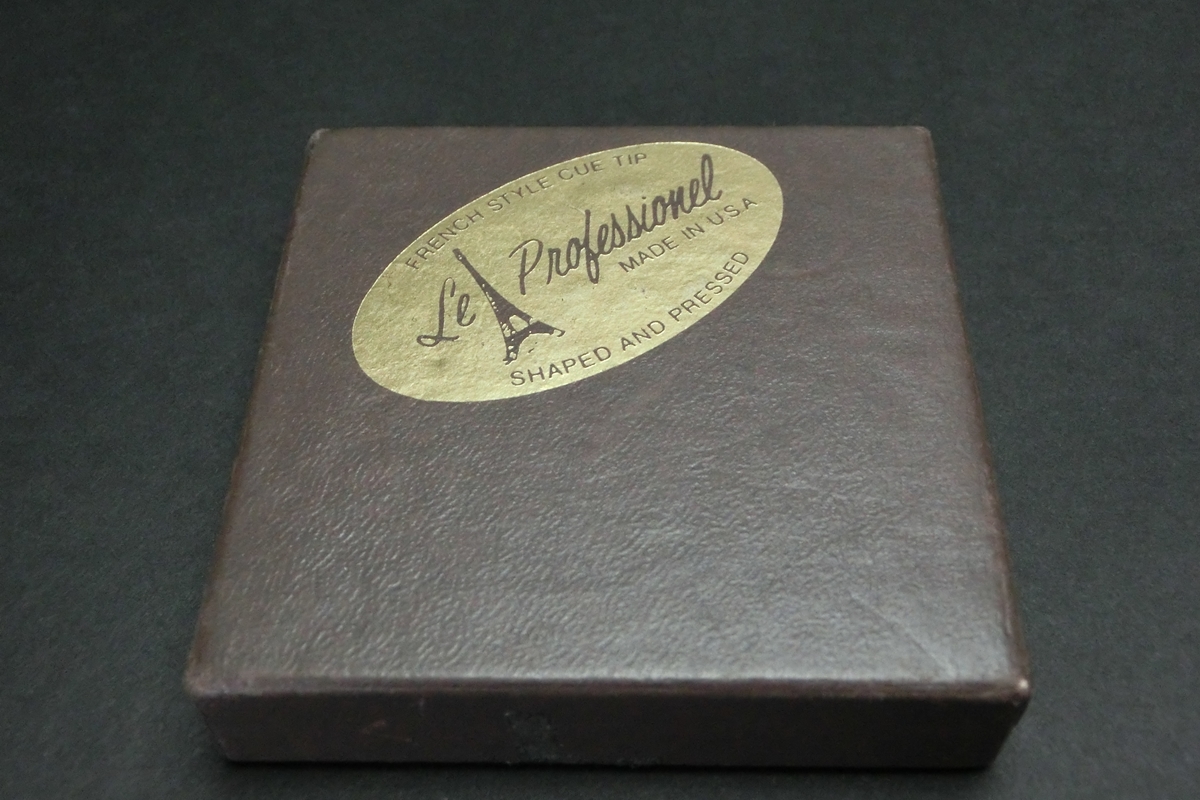 FRENCH STYLE CUE TIP
Le Professionel
MADE IN U.S.A
SHAPED AND PRESSED